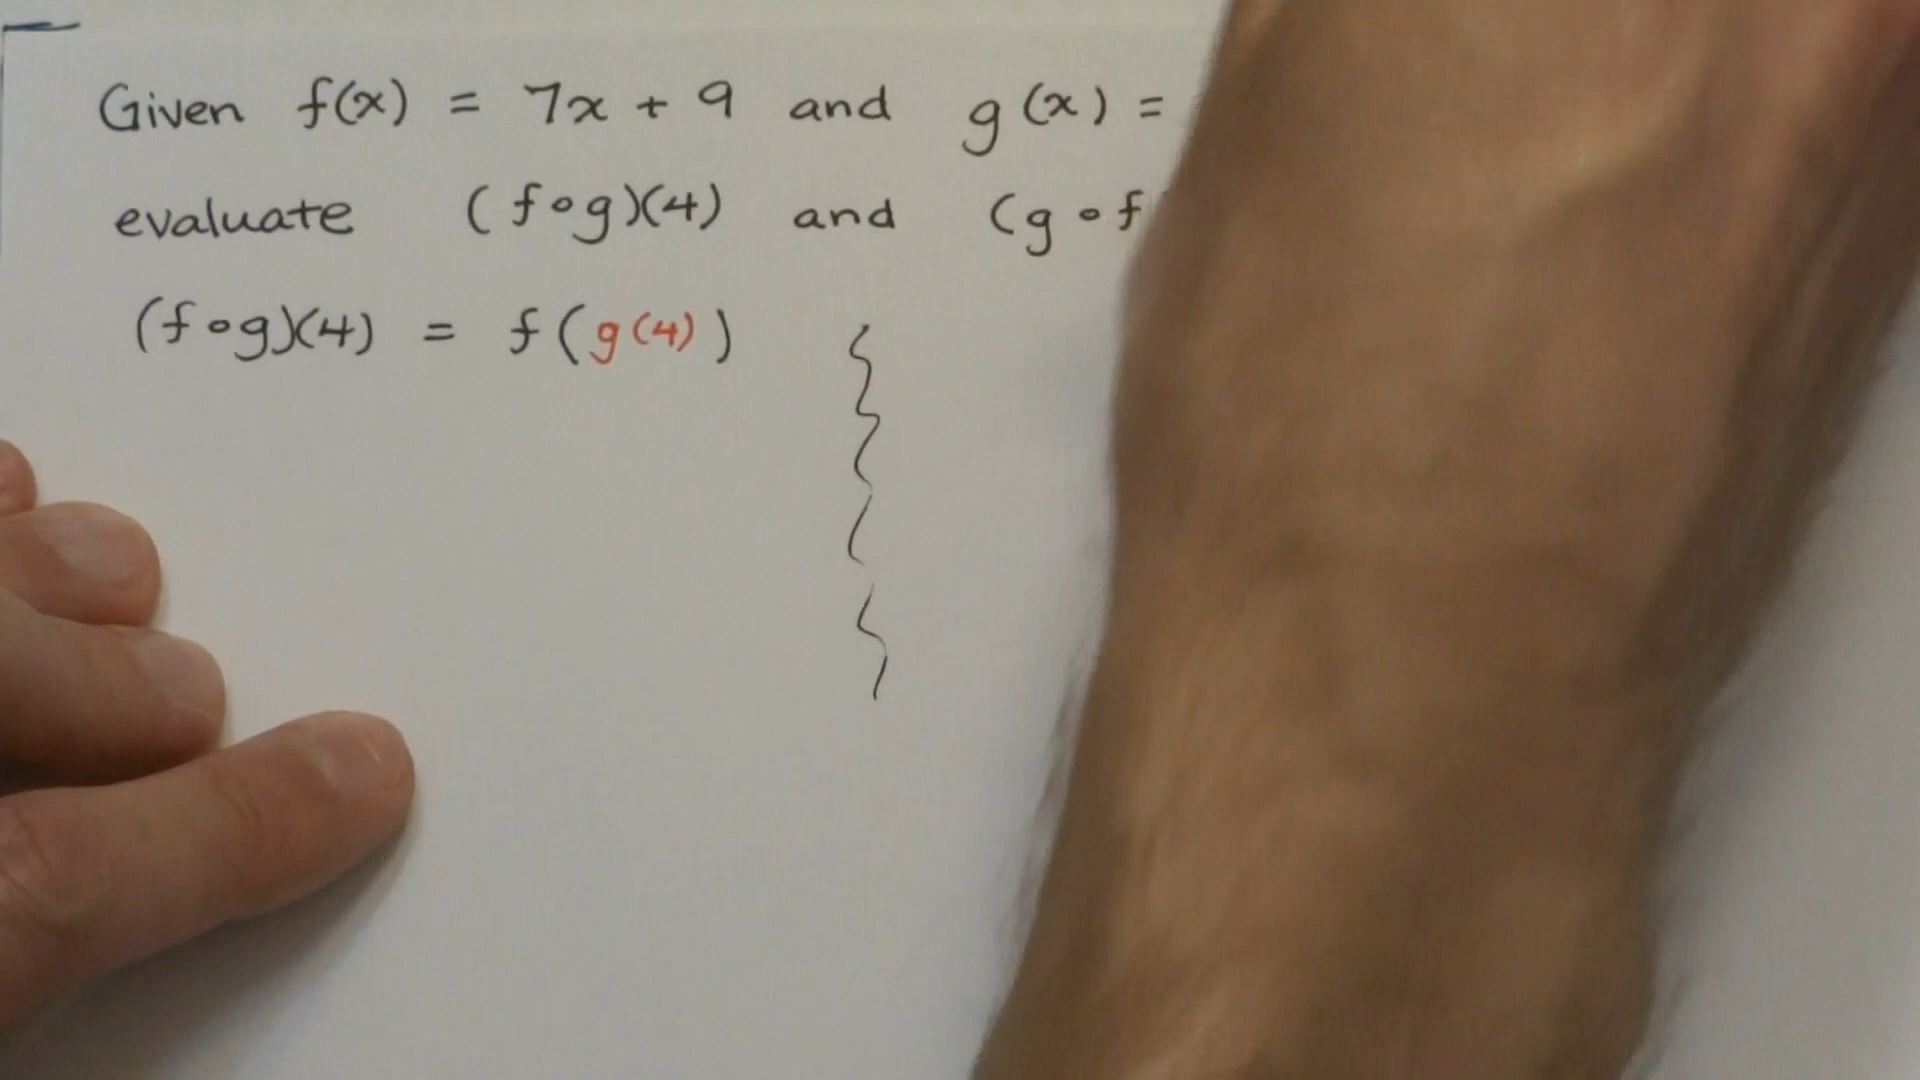 Given f(x) = 7x + 9 and g(x) =
evaluate (f∘g)(4) and (g∘f
(f∘g)(4) = f(g(4))